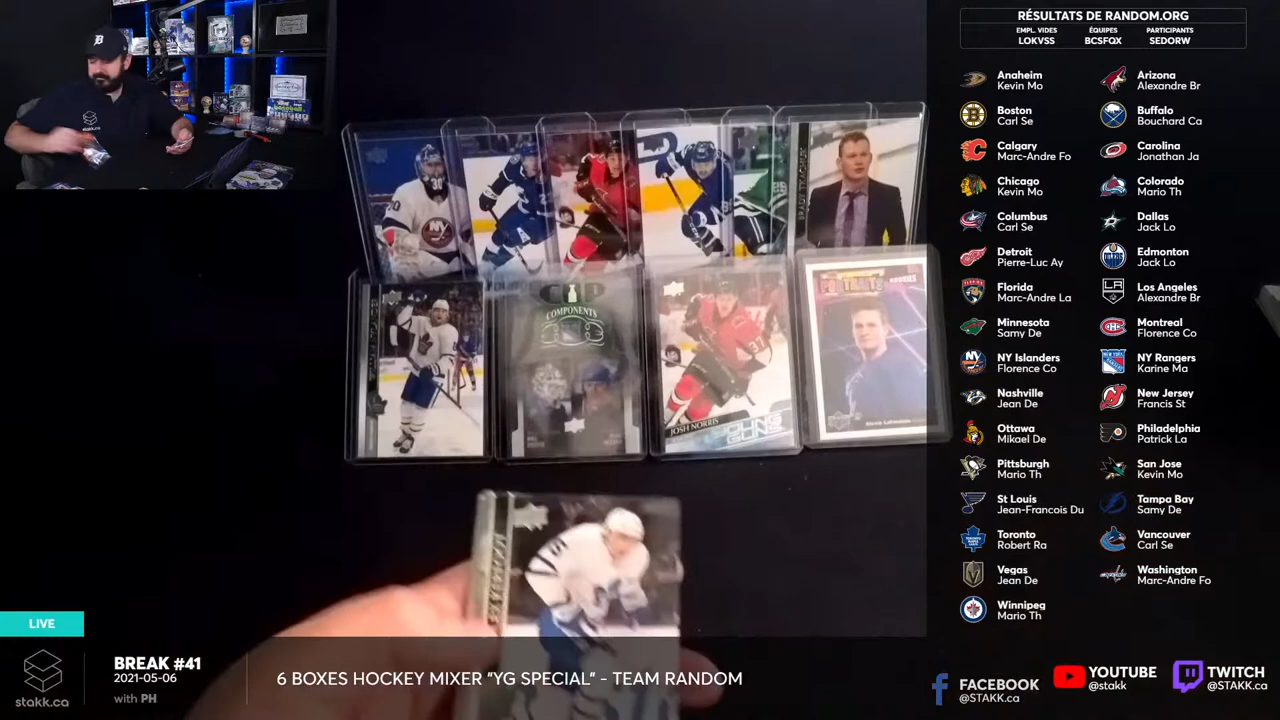 RÉSULTATS DE RANDOM.ORG
EMPL. VIDES
LOKVSS
ÉQUIPES
BCSFQX
PARTICIPANTS
SEDORW
Anaheim
Kevin Mo
Arizona
Alexandre Br
Boston
Carl Se
Buffalo
Bouchard Ca
Calgary
Marc-Andre Fo
Carolina
Jonathan Ja
Chicago
Kevin Mo
Colorado
Mario Th
Columbus
Carl Se
Dallas
Jack Lo
Detroit
Pierre-Luc Ay
Edmonton
Jack Lo
Florida
Marc-Andre La
Los Angeles
Alexandre Br
Minnesota
Samy De
Montreal
Florence Co
NY Islanders
Florence Co
NY Rangers
Karine Ma
Nashville
Jean De
New Jersey
Francis St
Ottawa
Mikael De
Philadelphia
Patrick La
Pittsburgh
Mario Th
San Jose
Kevin Mo
St Louis
Jean-Francois Du
Tampa Bay
Samy De
Toronto
Robert Ra
Vancouver
Carl Se
Vegas
Jean De
Washington
Marc-Andre Fo
Winnipeg
Mario Th
stakk.ca
BRADY TKACHUK
CUP
COMPONENTS
JOSH NORRIS
YOUNG GUNS
PORTRAITS
ROOKIES
LIVE
stakk.ca
BREAK #41
2021-05-06
with PH
6 BOXES HOCKEY MIXER "YG SPECIAL" - TEAM RANDOM
FACEBOOK
@STAKK.ca
YOUTUBE
@stakk
TWITCH
@STAKK.ca